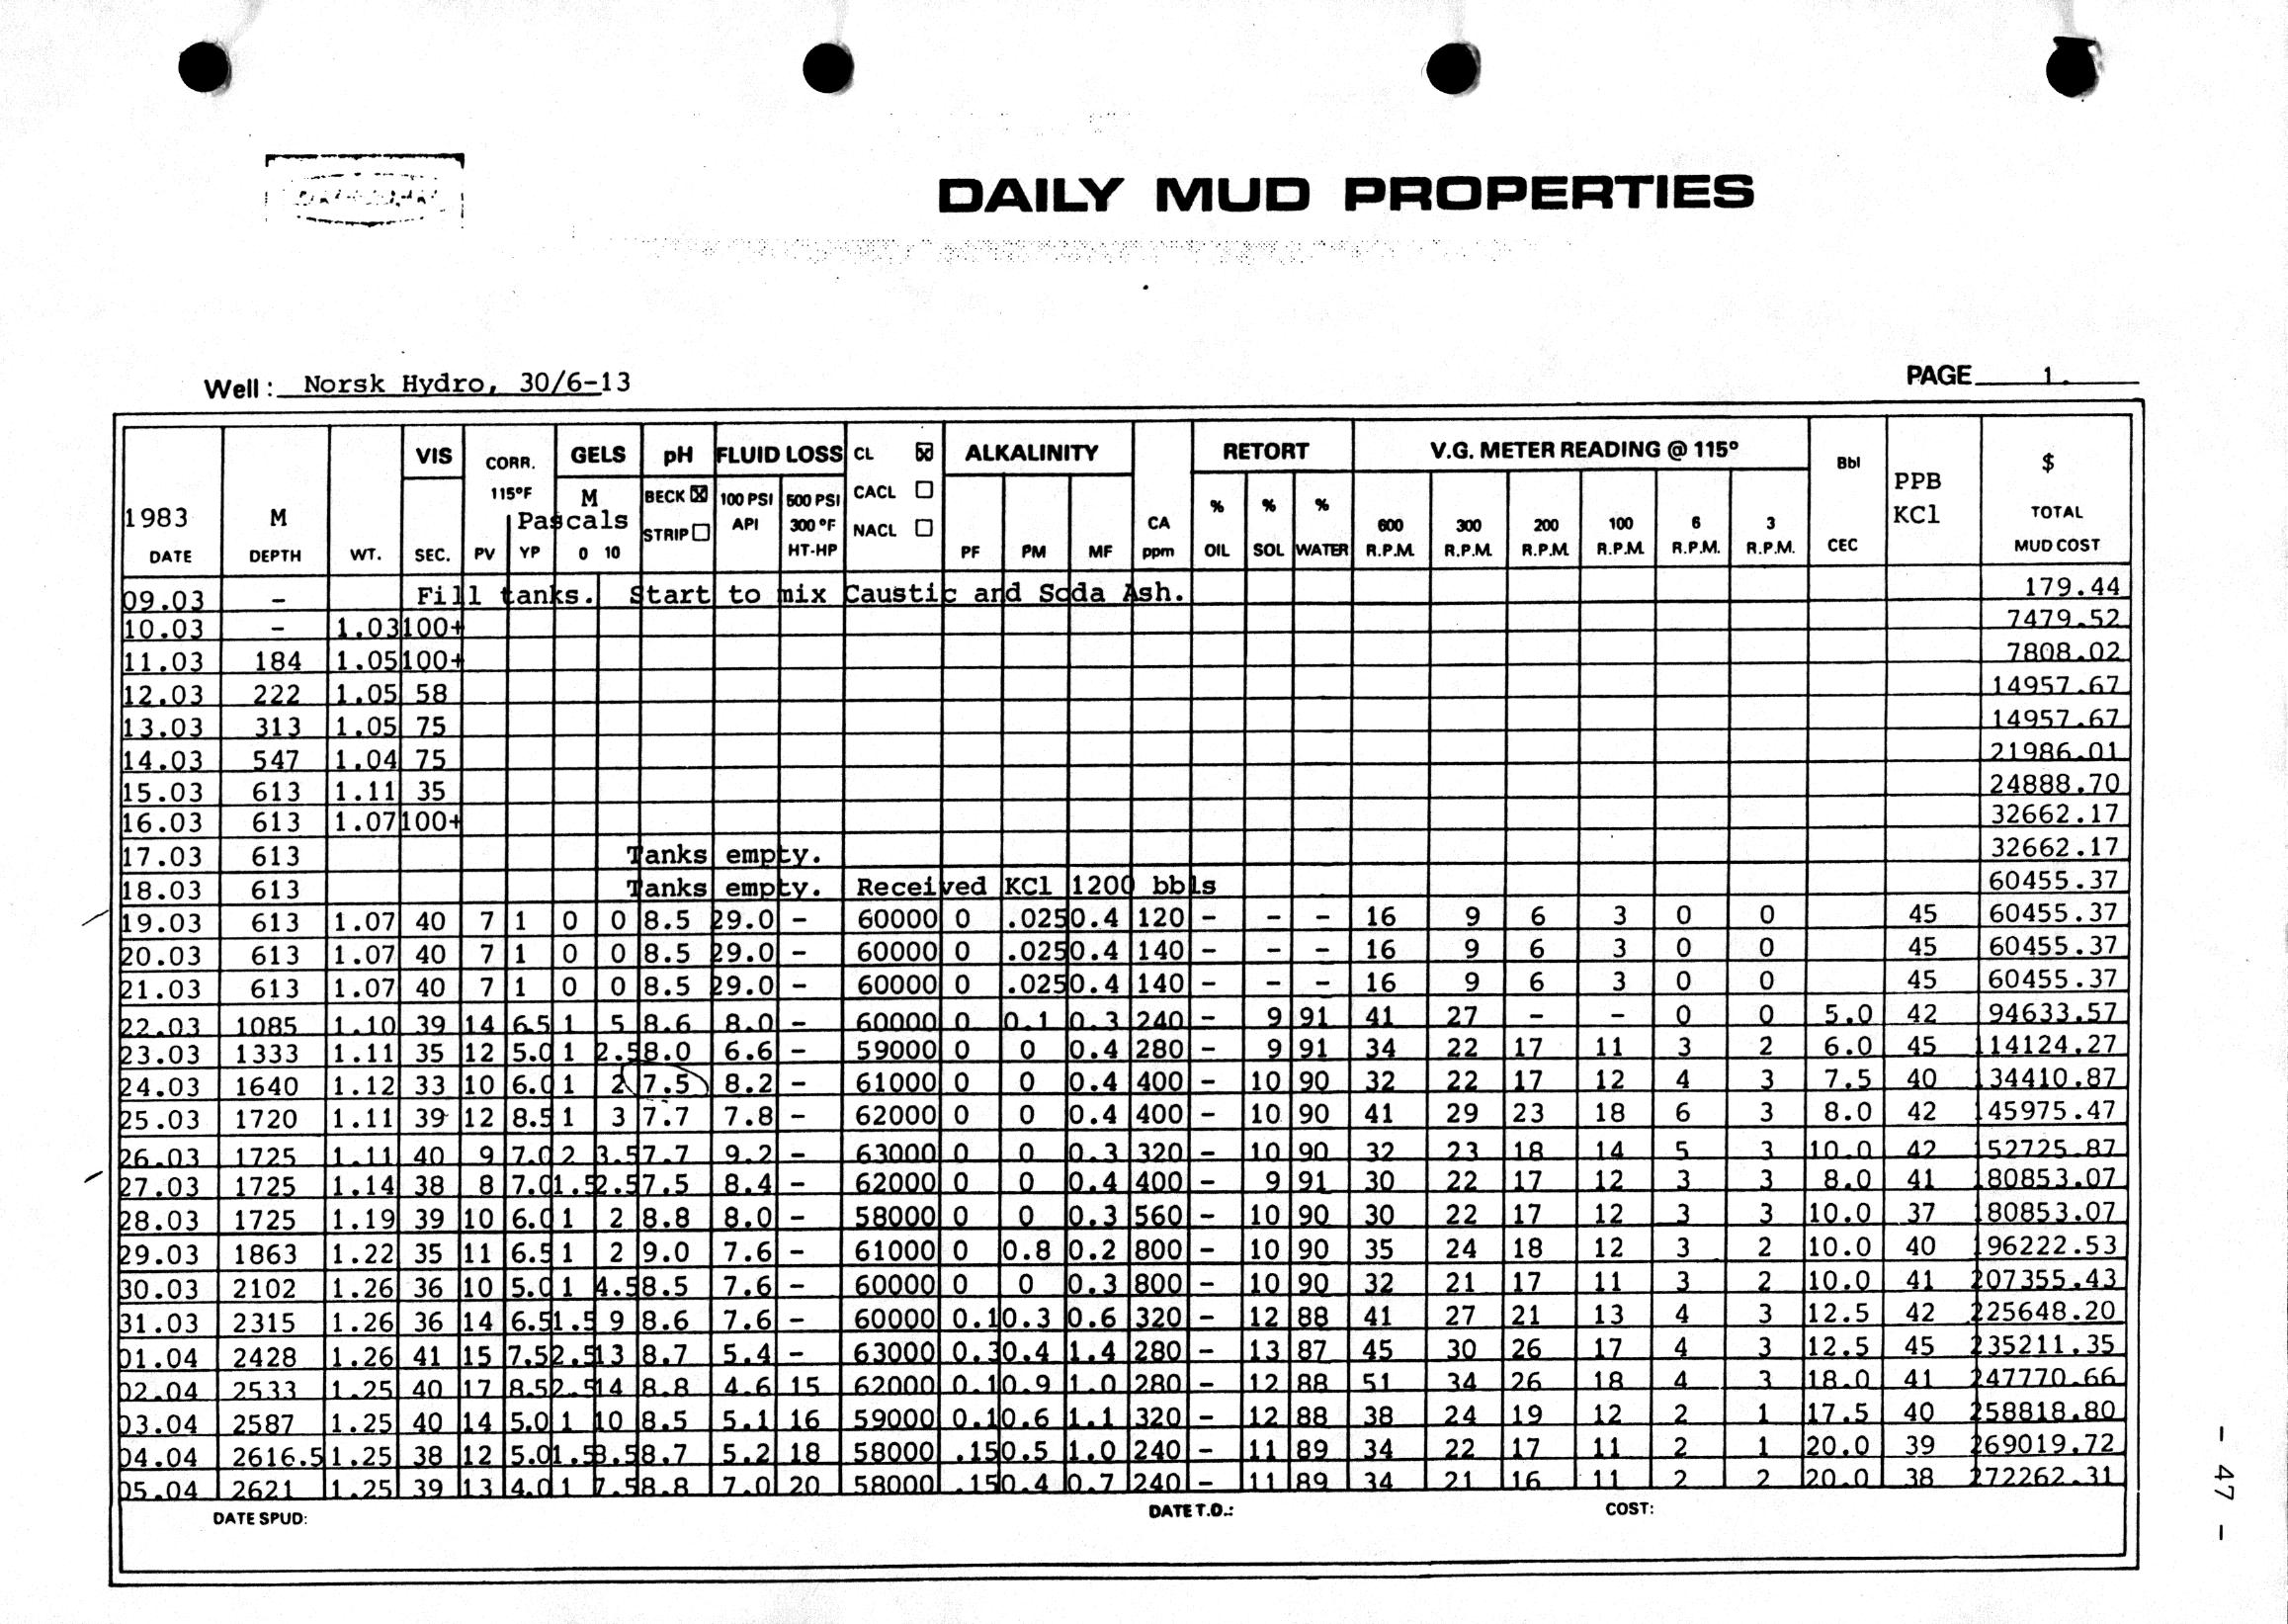 DAILY MUD PROPERTIES
Well: Norsk Hydro, 30/6-13 PAGE 1.
VIS CORR. GELS pH FLUID LOSS CL ☒ ALKALINITY RETORT V.G. METER READING @ 115° Bbl $
115°F M BECK ☒ 100 PSI 500 PSI CACL ☐ % % % PPB
1983 M Pascals STRIP ☐ API 300 °F NACL ☐ CA 600 300 200 100 6 3 KCl TOTAL
DATE DEPTH WT. SEC. PV YP 0 10 HT-HP PF PM MF ppm OIL SOL WATER R.P.M. R.P.M. R.P.M. R.P.M. R.P.M. R.P.M. CEC MUD COST
09.03 - Fill tanks. Start to mix Caustic and Soda Ash. 179.44
10.03 - 1.03 100+ 7479.52
11.03 184 1.05 100+ 7808.02
12.03 222 1.05 58 14957.67
13.03 313 1.05 75 14957.67
14.03 547 1.04 75 21986.01
15.03 613 1.11 35 24888.70
16.03 613 1.07 100+ 32662.17
17.03 613 Tanks empty. 32662.17
18.03 613 Tanks empty. Received KCl 1200 bbls 60455.37
19.03 613 1.07 40 7 1 0 0 8.5 29.0 - 60000 0 .025 0.4 120 - - - 16 9 6 3 0 0 45 60455.37
20.03 613 1.07 40 7 1 0 0 8.5 29.0 - 60000 0 .025 0.4 140 - - - 16 9 6 3 0 0 45 60455.37
21.03 613 1.07 40 7 1 0 0 8.5 29.0 - 60000 0 .025 0.4 140 - - - 16 9 6 3 0 0 45 60455.37
22.03 1085 1.10 39 14 6.5 1 5 8.6 8.0 - 60000 0 0.1 0.3 240 - 9 91 41 27 - - 0 0 5.0 42 94633.57
23.03 1333 1.11 35 12 5.0 1 2.5 8.0 6.6 - 59000 0 0 0.4 280 - 9 91 34 22 17 11 3 2 6.0 45 114124.27
24.03 1640 1.12 33 10 6.0 1 2 7.5 8.2 - 61000 0 0 0.4 400 - 10 90 32 22 17 12 4 3 7.5 40 134410.87
25.03 1720 1.11 39 12 8.5 1 3 7.7 7.8 - 62000 0 0 0.4 400 - 10 90 41 29 23 18 6 3 8.0 42 145975.47
26.03 1725 1.11 40 9 7.0 2 3.5 7.7 9.2 - 63000 0 0 0.3 320 - 10 90 32 23 18 14 5 3 10.0 42 152725.87
27.03 1725 1.14 38 8 7.0 1.5 2.5 7.5 8.4 - 62000 0 0 0.4 400 - 9 91 30 22 17 12 3 3 8.0 41 180853.07
28.03 1725 1.19 39 10 6.0 1 2 8.8 8.0 - 58000 0 0 0.3 560 - 10 90 30 22 17 12 3 3 10.0 37 180853.07
29.03 1863 1.22 35 11 6.5 1 2 9.0 7.6 - 61000 0 0.8 0.2 800 - 10 90 35 24 18 12 3 2 10.0 40 196222.53
30.03 2102 1.26 36 10 5.0 1 4.5 8.5 7.6 - 60000 0 0 0.3 800 - 10 90 32 21 17 11 3 2 10.0 41 207355.43
31.03 2315 1.26 36 14 6.5 1.5 9 8.6 7.6 - 60000 0.1 0.3 0.6 320 - 12 88 41 27 21 13 4 3 12.5 42 225648.20
01.04 2428 1.26 41 15 7.5 2.5 13 8.7 5.4 - 63000 0.3 0.4 1.4 280 - 13 87 45 30 26 17 4 3 12.5 45 235211.35
02.04 2533 1.25 40 17 8.5 2.5 14 8.8 4.6 15 62000 0.1 0.9 1.0 280 - 12 88 51 34 26 18 4 3 18.0 41 247770.66
03.04 2587 1.25 40 14 5.0 1 10 8.5 5.1 16 59000 0.1 0.6 1.1 320 - 12 88 38 24 19 12 2 1 17.5 40 258818.80
04.04 2616.5 1.25 38 12 5.0 1.5 3.5 8.7 5.2 18 58000 .15 0.5 1.0 240 - 11 89 34 22 17 11 2 1 20.0 39 269019.72
05.04 2621 1.25 39 13 4.0 1 7.5 8.8 7.0 20 58000 .15 0.4 0.7 240 - 11 89 34 21 16 11 2 2 20.0 38 272262.31
DATE SPUD: DATE T.D.: COST:
- 47 -